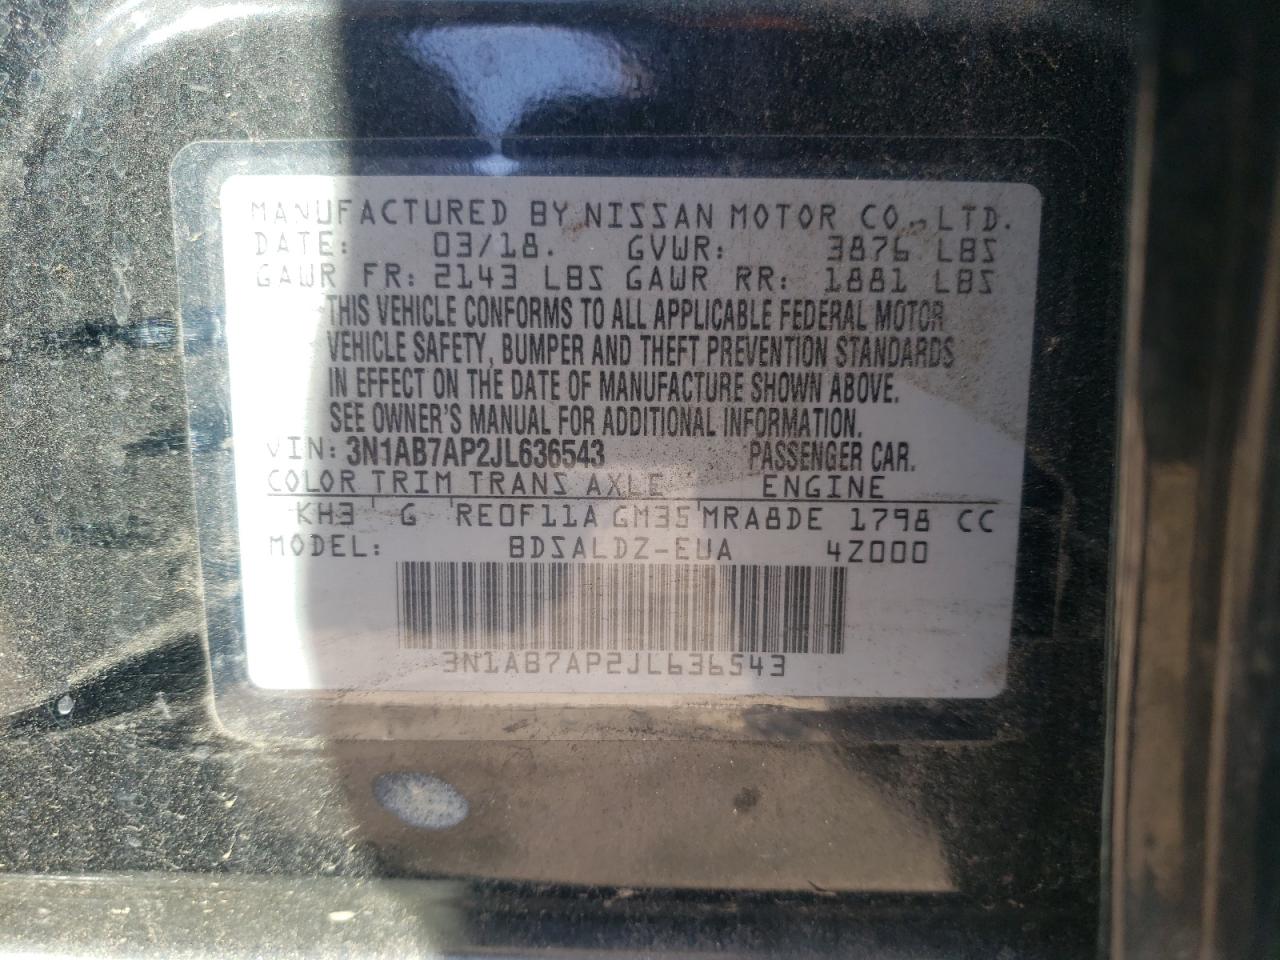 MANUFACTURED BY NISSAN MOTOR CO., LTD.
DATE: 03/18. GVWR: 3876 LBS
GAWR FR: 2143 LBS GAWR RR: 1881 LBS
THIS VEHICLE CONFORMS TO ALL APPLICABLE FEDERAL MOTOR
VEHICLE SAFETY, BUMPER AND THEFT PREVENTION STANDARDS
IN EFFECT ON THE DATE OF MANUFACTURE SHOWN ABOVE.
SEE OWNER'S MANUAL FOR ADDITIONAL INFORMATION.
VIN: 3N1AB7AP2JL636543 PASSENGER CAR.
COLOR TRIM TRANS AXLE ENGINE
KH3 G RE0F11A GM35 MRA8DE 1798 CC
MODEL: BDSALDZ-EUA 4Z000
3N1AB7AP2JL636543